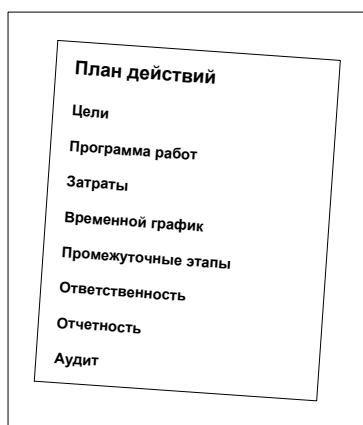 План действий
Цели
Программа работ
Затраты
Временной график
Промежуточные этапы
Ответственность
Отчетность
Аудит